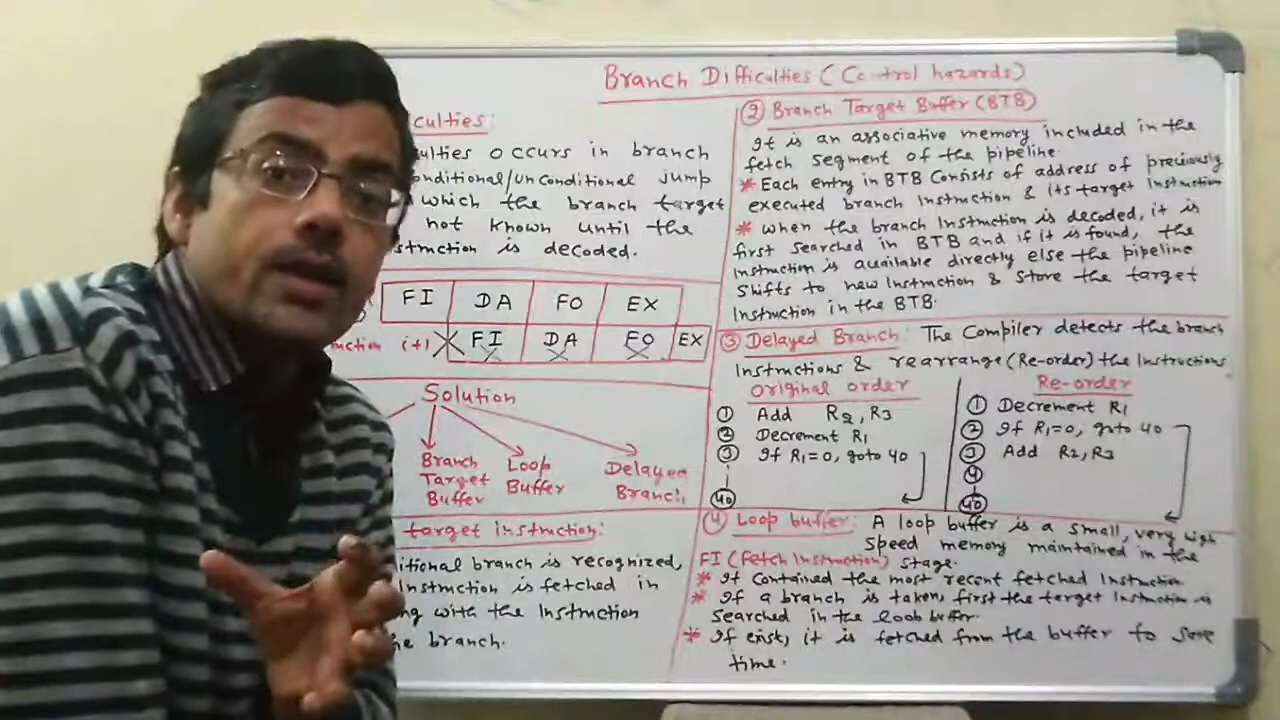 Branch Difficulties (Control hazards)
culties:
ulties occurs in branch
onditional/unconditional jump
which the branch target
not known until the
struction is decoded.
FI DA FO EX
nction i+1 FI DA FO EX
Solution
Branch
Target
Buffer
Loop
Buffer
Delayed
Branch
target instruction:
itional branch is recognized,
Instruction is fetched in
ng with the Instruction
he branch.
② Branch Target Buffer (BTB)
It is an associative memory included in the
fetch segment of the pipeline.
* Each entry in BTB Consists of address of previously
executed branch Instruction & its target Instruction
* when the branch Instruction is decoded, it is
first searched in BTB and if it is found, the
instruction is available directly else the pipeline
shifts to new Instruction & store the target
Instruction in the BTB.
③ Delayed Branch: The Compiler detects the branch
Instructions & rearrange (Re-order) the Instructions
Original order
① Add R2, R3
② Decrement R1
③ If R1=0, goto 40
40
Re-order
① Decrement R1
② If R1=0, goto 40
③ Add R2, R3
④
40
④ Loop buffer: A loop buffer is a small, very high
speed memory maintained in the
FI (Fetch Instruction) stage.
* It contained the most recent fetched Instruction
* If a branch is taken, first the target Instruction is
searched in the loob buffer.
* If exist, it is fetched from the buffer to save
time.